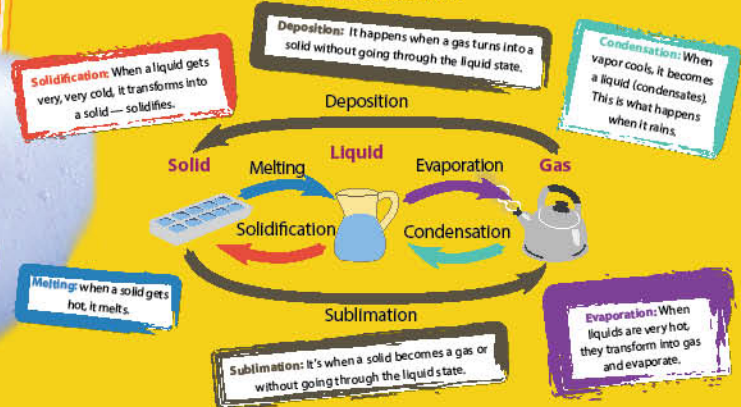 Deposition: It happens when a gas turns into a
solid without going through the liquid state.
Solidification: When a liquid gets
very, very cold, it transforms into
a solid — solidifies.
Condensation: When
vapor cools, it becomes
a liquid (condensates).
This is what happens
when it rains.
Deposition
Solid
Melting
Liquid
Evaporation
Gas
Solidification
Condensation
Sublimation
Melting: when a solid gets
hot, it melts.
Sublimation: It's when a solid becomes a gas or
without going through the liquid state.
Evaporation: When
liquids are very hot,
they transform into gas
and evaporate.